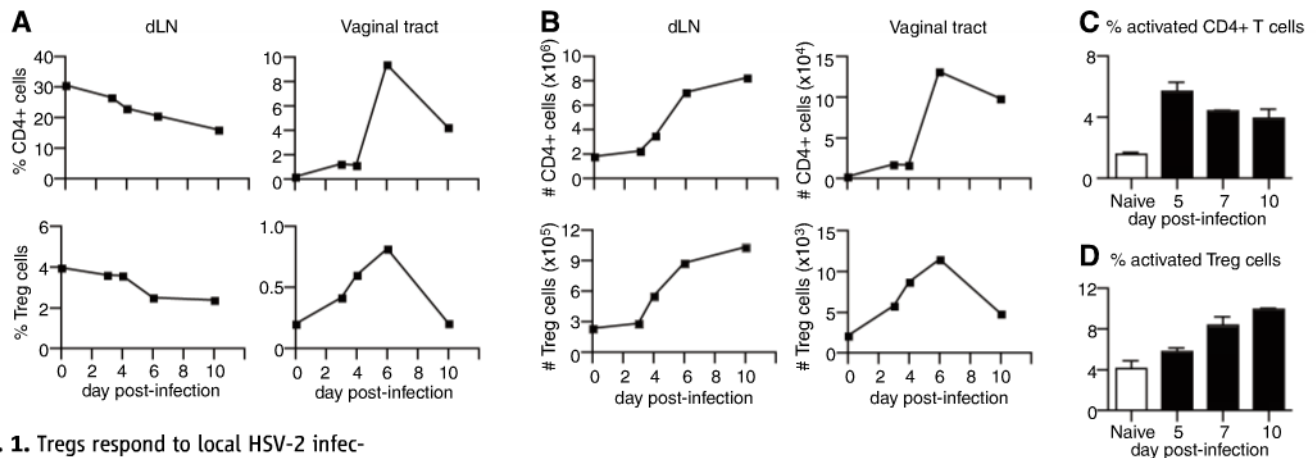 A
dLN
Vaginal tract
% CD4+ cells
40
30
20
10
0
10
8
6
4
2
0
% Treg cells
6
4
2
0
0 2 4 6 8 10
day post-infection
1.0
0.5
0
0 2 4 6 8 10
day post-infection
B
dLN
Vaginal tract
# CD4+ cells (x10⁶)
10
8
6
4
2
0
# CD4+ cells (x10⁴)
15
10
5
0
# Treg cells (x10⁵)
12
9
6
3
0
0 2 4 6 8 10
day post-infection
# Treg cells (x10³)
15
10
5
0
0 2 4 6 8 10
day post-infection
C % activated CD4+ T cells
8
4
0
Naive 5 7 10
day post-infection
D % activated Treg cells
12
8
4
0
Naive 5 7 10
day post-infection
. 1. Tregs respond to local HSV-2 infec-